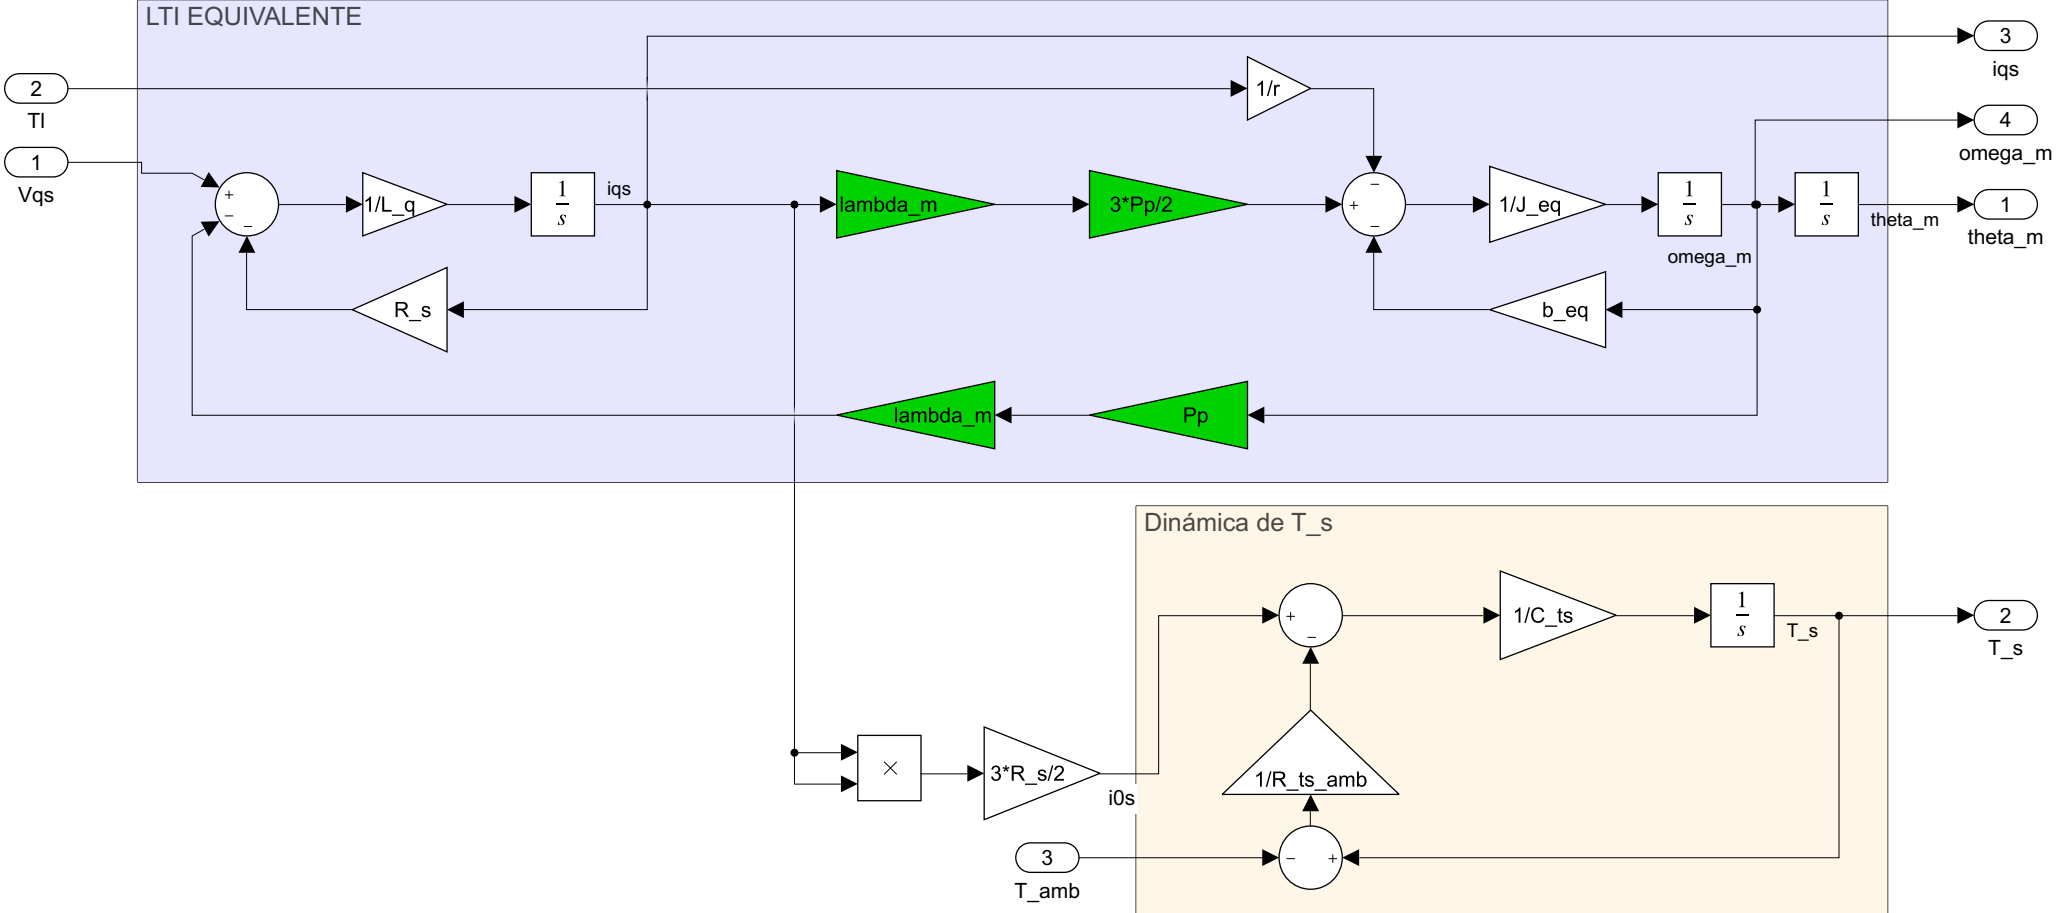 LTI EQUIVALENTE
3
iqs
2
Tl
1/r
4
omega_m
1
Vqs
+
−
−
1/L_q
1
s
iqs
lambda_m
3*Pp/2
−
+
−
1/J_eq
1
s
omega_m
1
s
theta_m
1
theta_m
R_s
b_eq
lambda_m
Pp
Dinámica de T_s
+
−
1/C_ts
1
s
T_s
2
T_s
×
3*R_s/2
i0s
1/R_ts_amb
3
T_amb
−
+